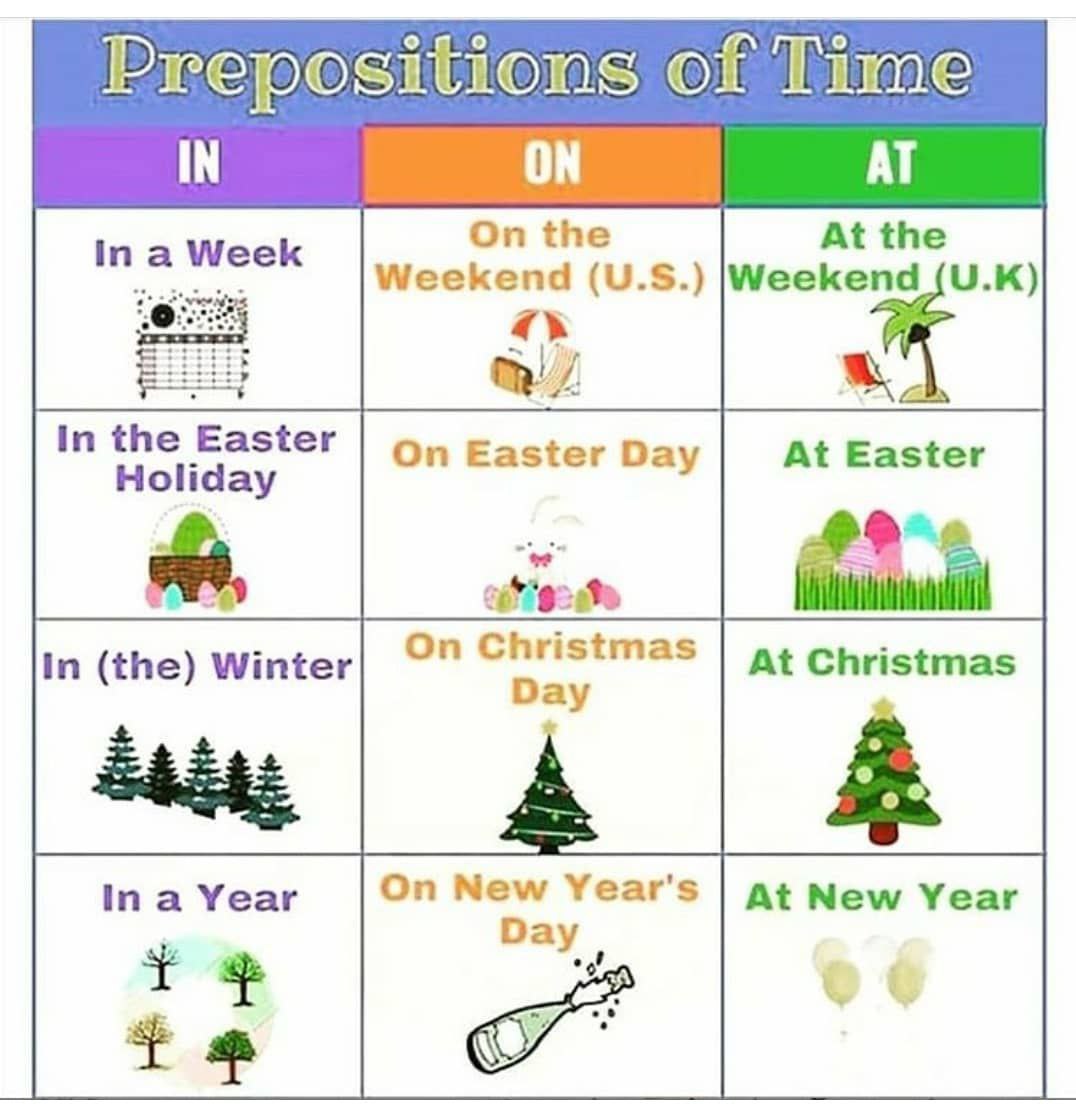 Prepositions of Time
IN
ON
AT
In a Week
On the
Weekend (U.S.)
At the
Weekend (U.K)
In the Easter
Holiday
On Easter Day
At Easter
In (the) Winter
On Christmas
Day
At Christmas
In a Year
On New Year's
Day
At New Year